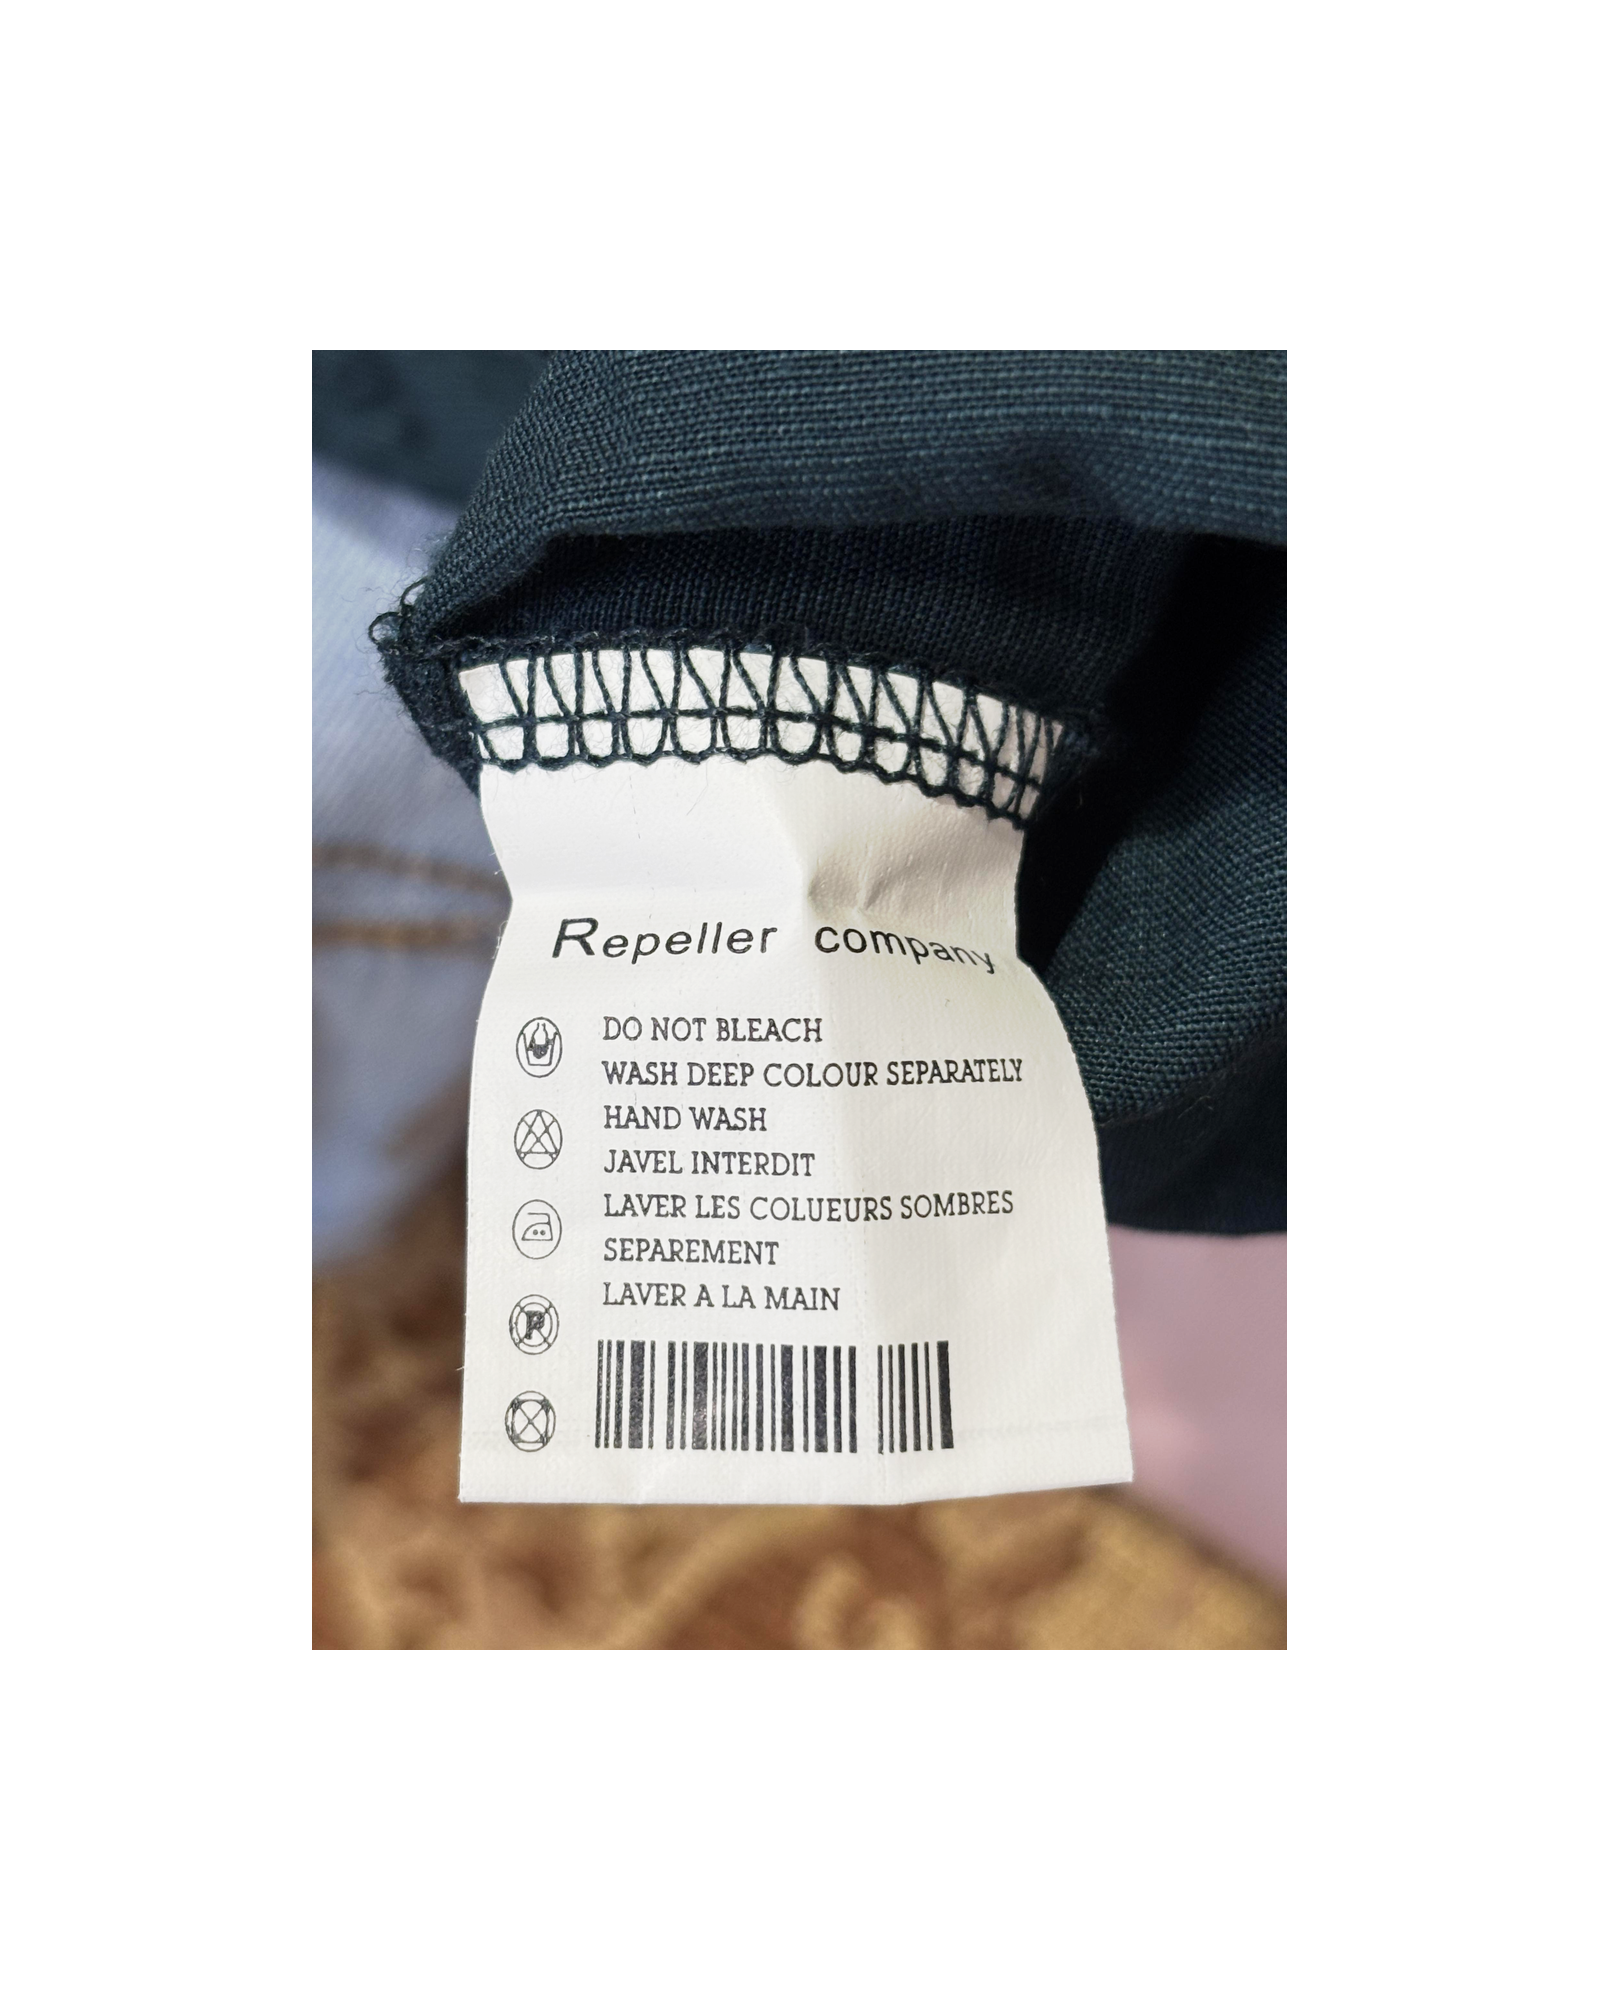 Repeller company
DO NOT BLEACH
WASH DEEP COLOUR SEPARATELY
HAND WASH
JAVEL INTERDIT
LAVER LES COLUEURS SOMBRES
SEPAREMENT
LAVER A LA MAIN
P